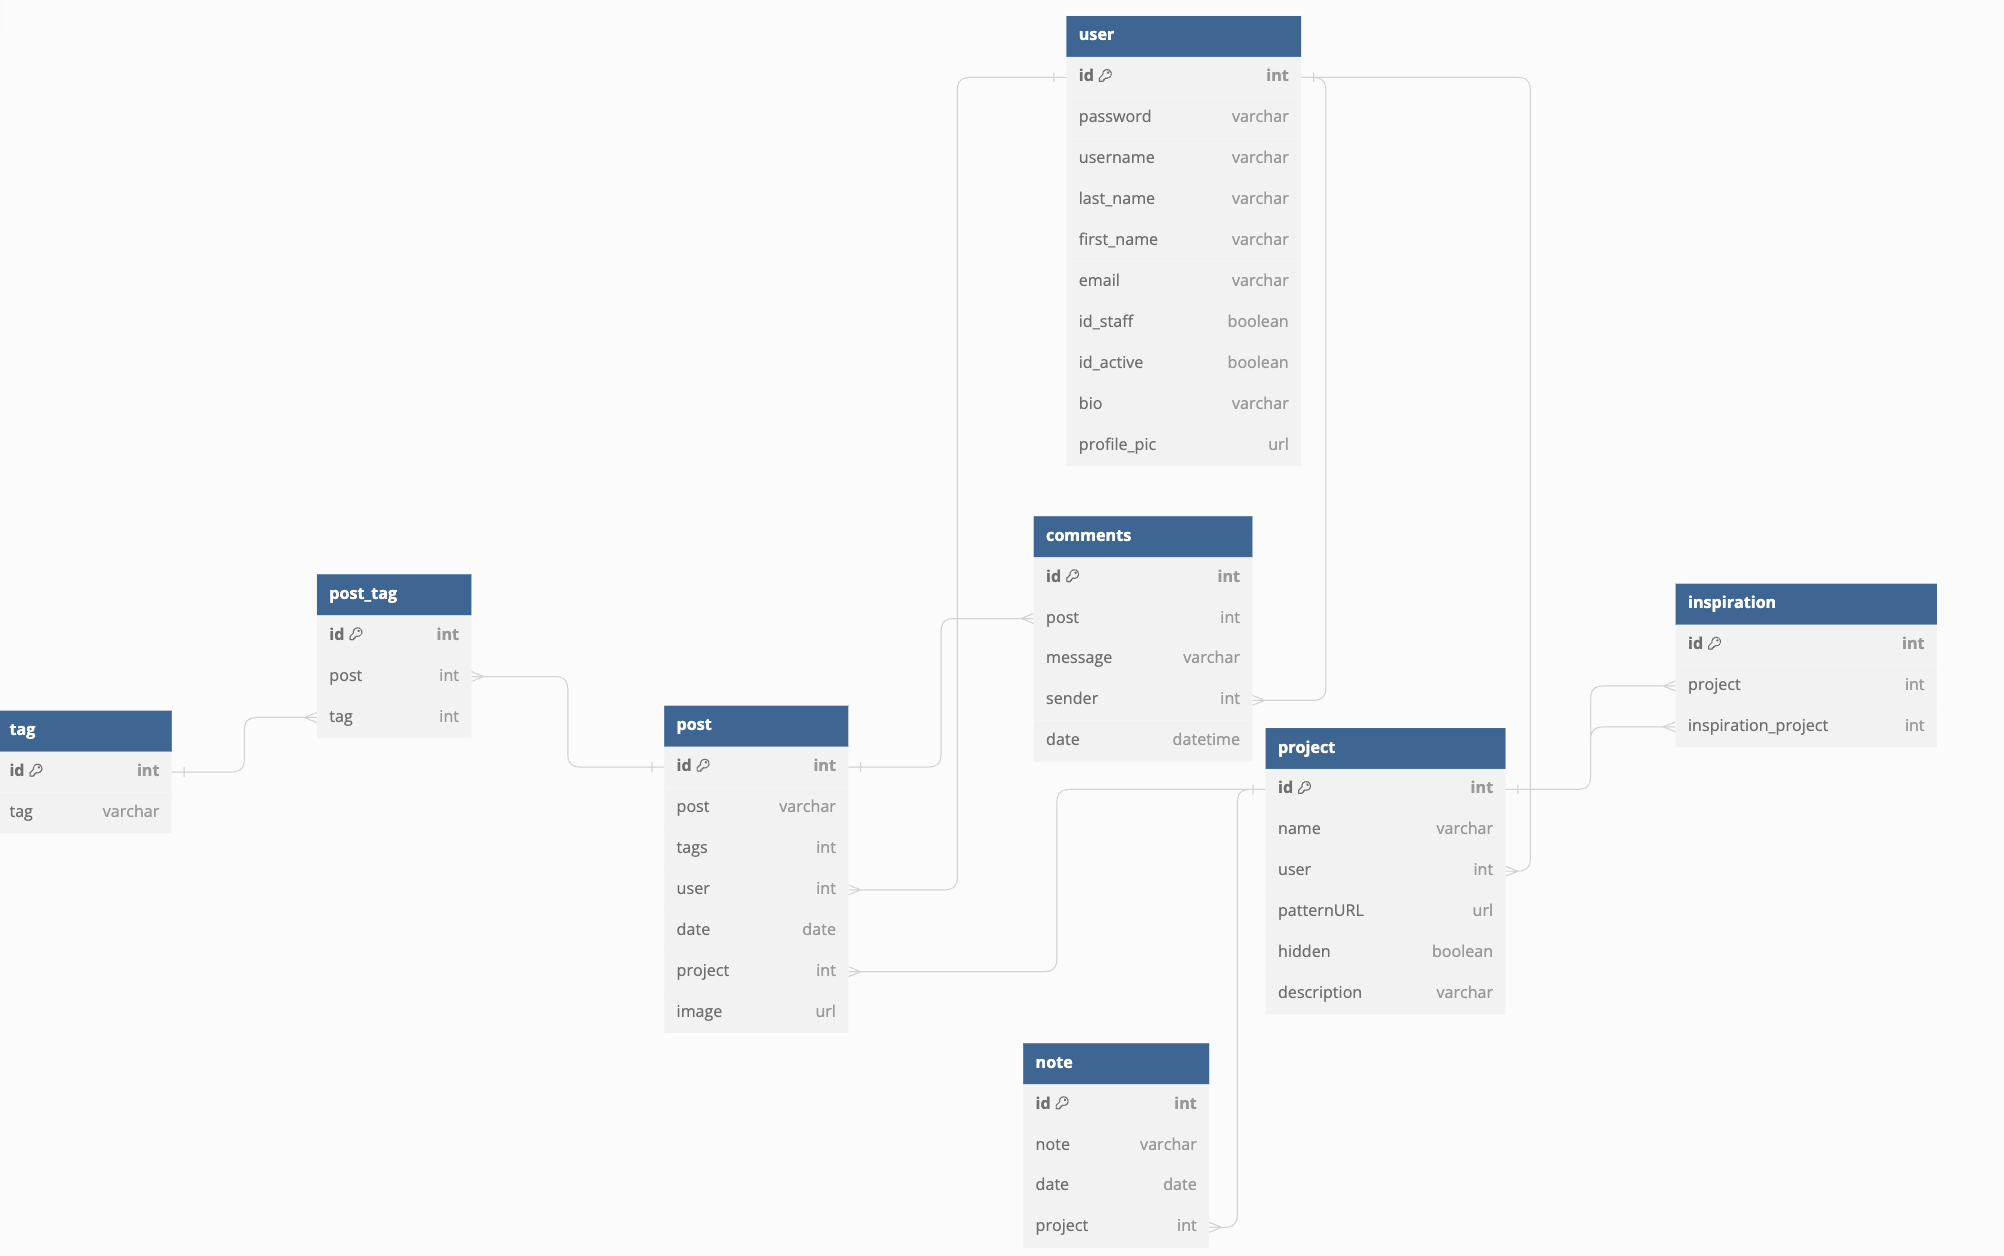 user
id int
password varchar
username varchar
last_name varchar
first_name varchar
email varchar
id_staff boolean
id_active boolean
bio varchar
profile_pic url
comments
id int
post int
message varchar
sender int
date datetime
post_tag
id int
post int
tag int
inspiration
id int
project int
inspiration_project int
tag
id int
tag varchar
post
id int
post varchar
tags int
user int
date date
project int
image url
project
id int
name varchar
user int
patternURL url
hidden boolean
description varchar
note
id int
note varchar
date date
project int